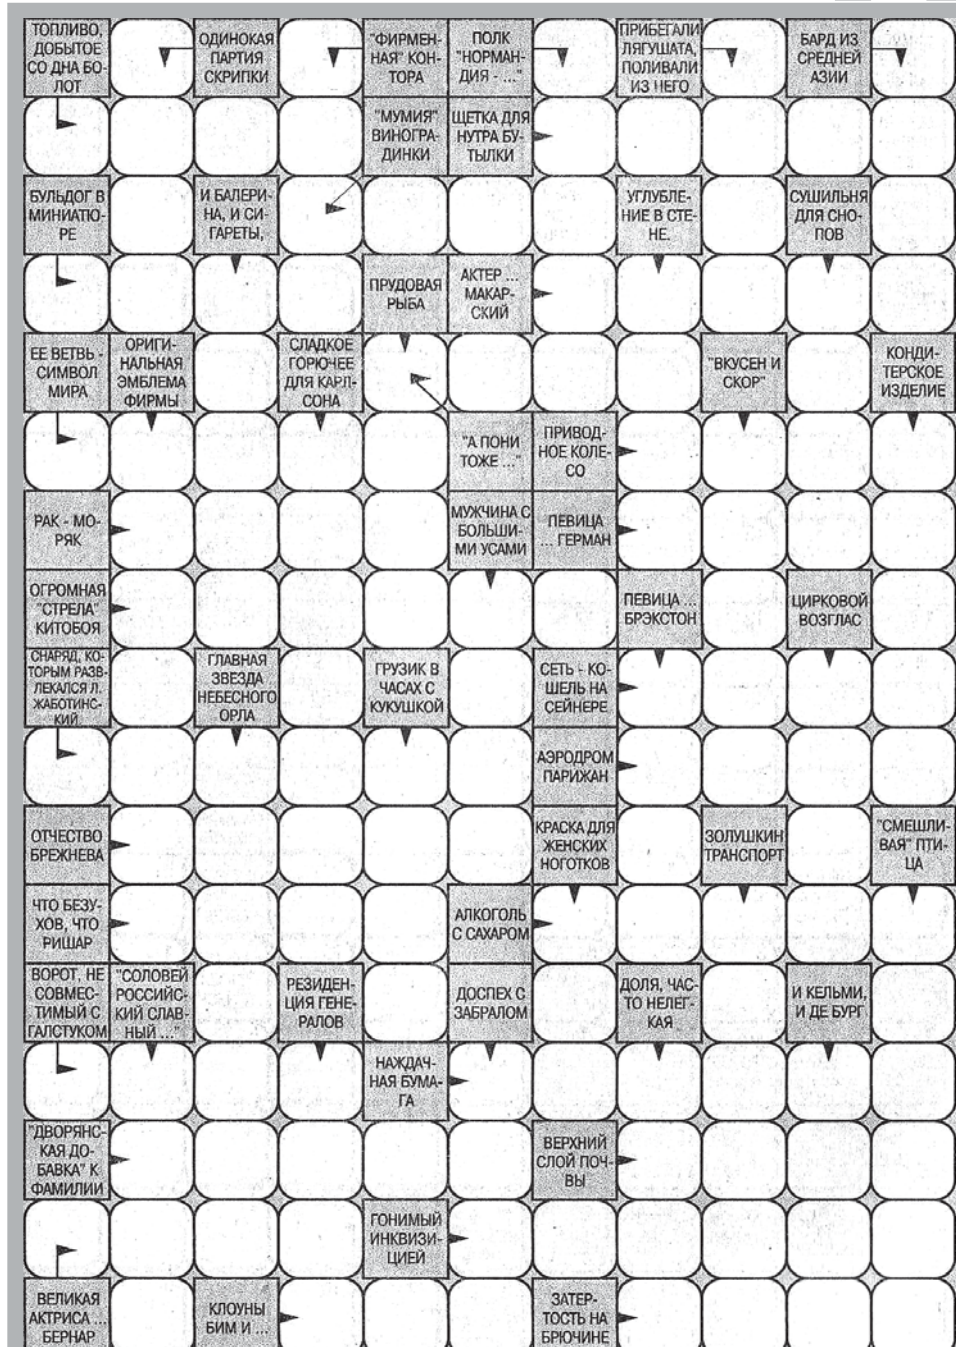 ТОПЛИВО,
ДОБЫТОЕ
СО ДНА БО-
ЛОТ
ОДИНОКАЯ
ПАРТИЯ
СКРИПКИ
"ФИРМЕН-
НАЯ" КОН-
ТОРА
ПОЛК
"НОРМАН-
ДИЯ - ..."
ПРИБЕГАЛИ
ЛЯГУШАТА,
ПОЛИВАЛИ
ИЗ НЕГО
БАРД ИЗ
СРЕДНЕЙ
АЗИИ
"МУМИЯ"
ВИНОГРА-
ДИНКИ
ЩЕТКА ДЛЯ
НУТРА БУ-
ТЫЛКИ
БУЛЬДОГ В
МИНИАТЮ-
РЕ
И БАЛЕРИ-
НА, И СИ-
ГАРЕТЫ,
УГЛУБЛЕ-
НИЕ В СТЕ-
НЕ.
СУШИЛЬНЯ
ДЛЯ СНО-
ПОВ
ПРУДОВАЯ
РЫБА
АКТЕР ...
МАКАР-
СКИЙ
ЕЕ ВЕТВЬ -
СИМВОЛ
МИРА
ОРИГИ-
НАЛЬНАЯ
ЭМБЛЕМА
ФИРМЫ
СЛАДКОЕ
ГОРЮЧЕЕ
ДЛЯ КАРЛ-
СОНА
"ВКУСЕН И
СКОР"
КОНДИ-
ТЕРСКОЕ
ИЗДЕЛИЕ
"А ПОНИ
ТОЖЕ ..."
ПРИВОД-
НОЕ КОЛЕ-
СО
РАК - МО-
РЯК
МУЖЧИНА С
БОЛЬШИ-
МИ УСАМИ
ПЕВИЦА
... ГЕРМАН
ОГРОМНАЯ
"СТРЕЛА"
КИТОБОЯ
ПЕВИЦА ...
БРЭКСТОН
ЦИРКОВОЙ
ВОЗГЛАС
СНАРЯД, КО-
ТОРЫМ РАЗВ-
ЛЕКАЛСЯ Л.
ЖАБОТИНС-
КИЙ
ГЛАВНАЯ
ЗВЕЗДА
НЕБЕСНОГО
ОРЛА
ГРУЗИК В
ЧАСАХ С
КУКУШКОЙ
СЕТЬ - КО-
ШЕЛЬ НА
СЕЙНЕРЕ
АЭРОДРОМ
ПАРИЖАН
ОТЧЕСТВО
БРЕЖНЕВА
КРАСКА ДЛЯ
ЖЕНСКИХ
НОГОТКОВ
ЗОЛУШКИН
ТРАНСПОРТ
"СМЕШЛИ-
ВАЯ" ПТИ-
ЦА
ЧТО БЕЗУ-
ХОВ, ЧТО
РИШАР
АЛКОГОЛЬ
С САХАРОМ
ВОРОТ, НЕ
СОВМЕС-
ТИМЫЙ С
ГАЛСТУКОМ
"СОЛОВЕЙ
РОССИЙС-
КИЙ СЛАВ-
НЫЙ ..."
РЕЗИДЕН-
ЦИЯ ГЕНЕ-
РАЛОВ
ДОСПЕХ С
ЗАБРАЛОМ
ДОЛЯ, ЧАС-
ТО НЕЛЕГ-
КАЯ
И КЕЛЬМИ,
И ДЕ БУРГ
НАЖДАЧ-
НАЯ БУМА-
ГА
"ДВОРЯНС-
КАЯ ДО-
БАВКА" К
ФАМИЛИИ
ВЕРХНИЙ
СЛОЙ ПОЧ-
ВЫ
ГОНИМЫЙ
ИНКВИЗИ-
ЦИЕЙ
ВЕЛИКАЯ
АКТРИСА ...
БЕРНАР
КЛОУНЫ
БИМ И ...
ЗАТЕР-
ТОСТЬ НА
БРЮЧИНЕ